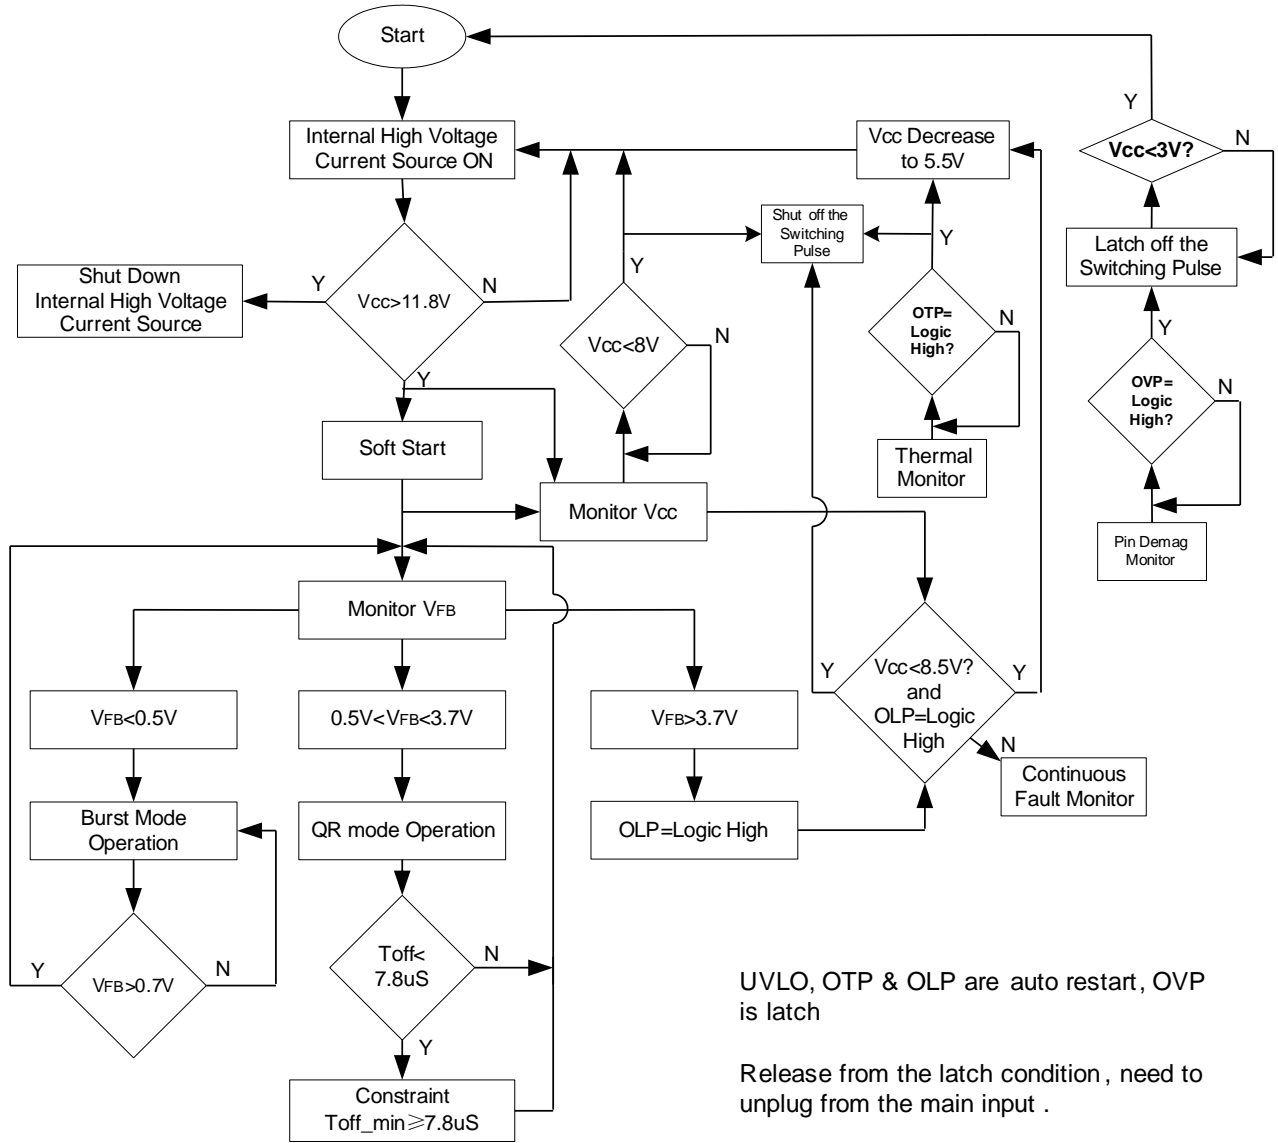 Start
Y
Internal High Voltage
Current Source ON
Vcc Decrease
to 5.5V
Vcc<3V?
N
Shut off the
Switching
Pulse
Y
Latch off the
Switching Pulse
Shut Down
Internal High Voltage
Current Source
Y
Vcc>11.8V
N
Y
Vcc<8V
N
OTP=
Logic
High?
N
Y
OVP=
Logic
High?
N
Y
Soft Start
Thermal
Monitor
Monitor Vcc
Pin Demag
Monitor
Monitor VFB
VFB<0.5V
0.5V<VFB<3.7V
VFB>3.7V
Y
Vcc<8.5V?
and
OLP=Logic
High
Y
N
Continuous
Fault Monitor
Burst Mode
Operation
QR mode Operation
OLP=Logic High
Y
VFB>0.7V
N
Toff<
7.8uS
N
Y
Constraint
Toff_min≥7.8uS
UVLO, OTP & OLP are auto restart, OVP
is latch
Release from the latch condition, need to
unplug from the main input .